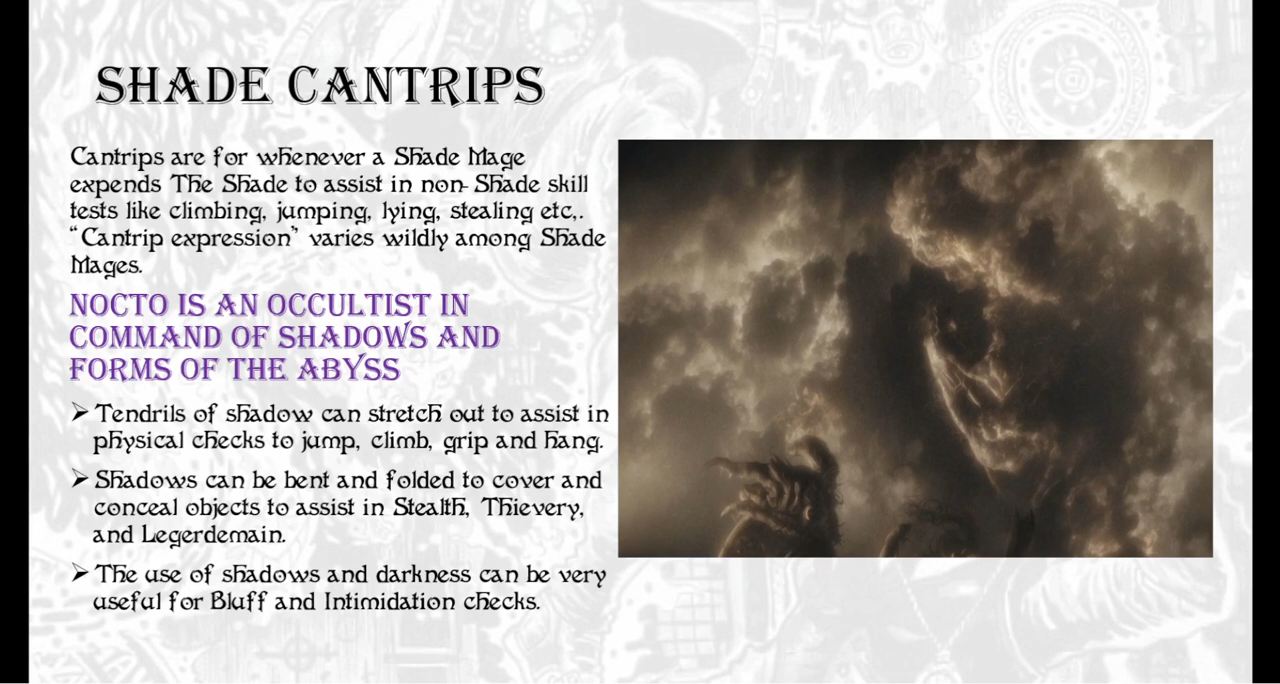 SHADE CANTRIPS
Cantrips are for whenever a Shade Mage
expends The Shade to assist in non-Shade skill
tests like climbing, jumping, lying, stealing etc,.
“Cantrip expression” varies wildly among Shade
Mages.
NOCTO IS AN OCCULTIST IN
COMMAND OF SHADOWS AND
FORMS OF THE ABYSS
➢ Tendrils of shadow can stretch out to assist in
physical checks to jump, climb, grip and hang.
➢ Shadows can be bent and folded to cover and
conceal objects to assist in Stealth, Thievery,
and Legerdemain.
➢ The use of shadows and darkness can be very
useful for Bluff and Intimidation checks.